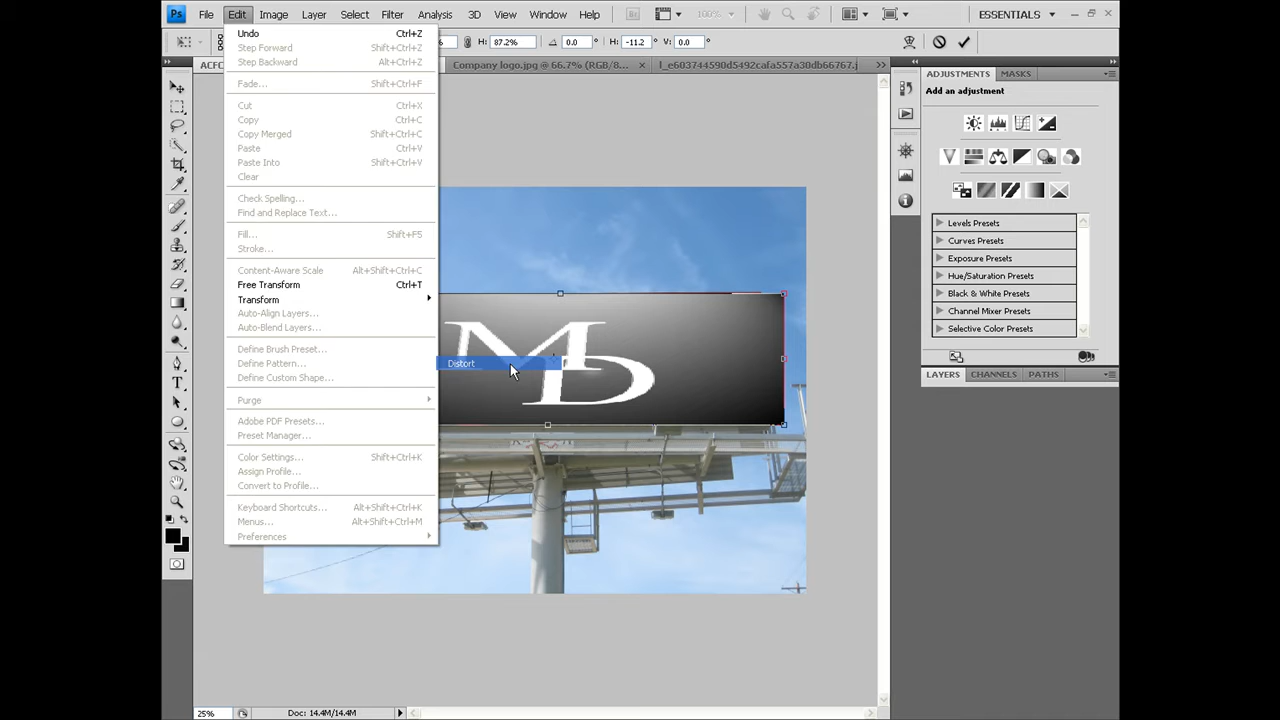 Ps File Edit Image Layer Select Filter Analysis 3D View Window Help Br 100% ESSENTIALS
% H: 87.2% 0.0 ° H: -11.2 ° V: 0.0 °
ACFC Company logo.jpg @ 66.7% (RGB/8... × l_e603744590d5492cafa557a30db66767.j
Undo Ctrl+Z
Step Forward Shift+Ctrl+Z
Step Backward Alt+Ctrl+Z
Fade... Shift+Ctrl+F
Cut Ctrl+X
Copy Ctrl+C
Copy Merged Shift+Ctrl+C
Paste Ctrl+V
Paste Into Shift+Ctrl+V
Clear
Check Spelling...
Find and Replace Text...
Fill... Shift+F5
Stroke...
Content-Aware Scale Alt+Shift+Ctrl+C
Free Transform Ctrl+T
Transform
Auto-Align Layers...
Auto-Blend Layers...
Define Brush Preset...
Define Pattern...
Define Custom Shape...
Purge
Adobe PDF Presets...
Preset Manager...
Color Settings... Shift+Ctrl+K
Assign Profile...
Convert to Profile...
Keyboard Shortcuts... Alt+Shift+Ctrl+K
Menus... Alt+Shift+Ctrl+M
Preferences
Distort
MD
ADJUSTMENTS MASKS
Add an adjustment
Levels Presets
Curves Presets
Exposure Presets
Hue/Saturation Presets
Black & White Presets
Channel Mixer Presets
Selective Color Presets
LAYERS CHANNELS PATHS
25% Doc: 14.4M/14.4M